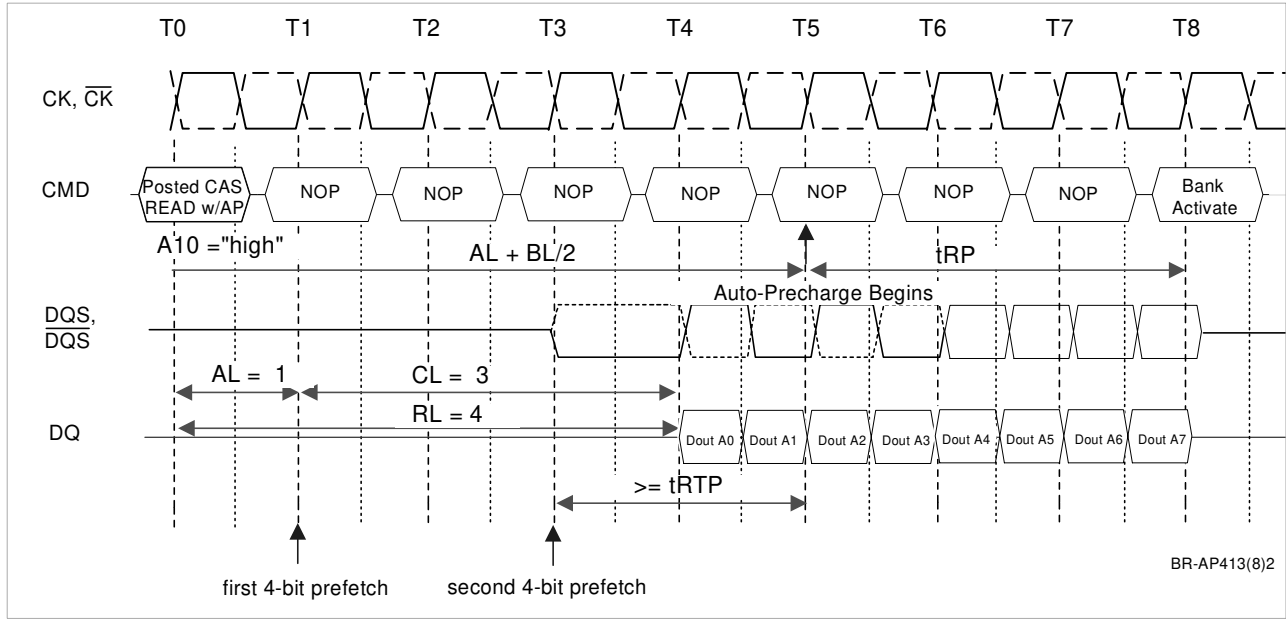 T0 T1 T2 T3 T4 T5 T6 T7 T8
CK, CK
CMD
Posted CAS
READ w/AP
NOP NOP NOP NOP NOP NOP NOP
Bank
Activate
A10 ="high"
AL + BL/2
tRP
Auto-Precharge Begins
DQS,
DQS
AL = 1
CL = 3
RL = 4
DQ
Dout A0 Dout A1 Dout A2 Dout A3 Dout A4 Dout A5 Dout A6 Dout A7
>= tRTP
first 4-bit prefetch
second 4-bit prefetch
BR-AP413(8)2